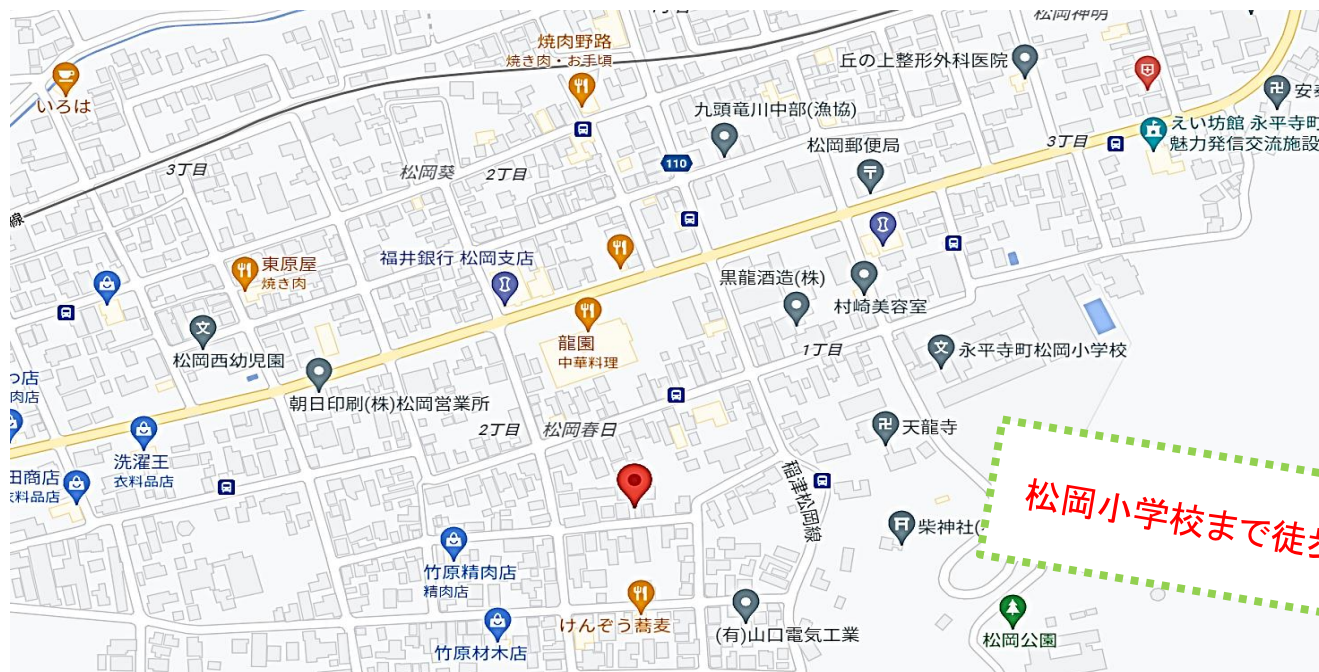 松岡神明
焼肉野路
焼き肉・お手頃
丘の上整形外科医院
いろは
九頭竜川中部(漁協)
安泰
えい坊館 永平寺町
魅力発信交流施設
松岡郵便局
3丁目
110
3丁目
松岡葵
2丁目
線
福井銀行 松岡支店
東原屋
焼き肉
黒龍酒造(株)
村崎美容室
龍園
中華料理
松岡西幼児園
1丁目
永平寺町松岡小学校
つ店
肉店
朝日印刷(株)松岡営業所
2丁目
松岡春日
天龍寺
洗濯王
衣料品店
田商店
衣料品店
稲津松岡線
松岡小学校まで徒歩
柴神社(
竹原精肉店
精肉店
けんぞう蕎麦
(有)山口電気工業
竹原材木店
松岡公園